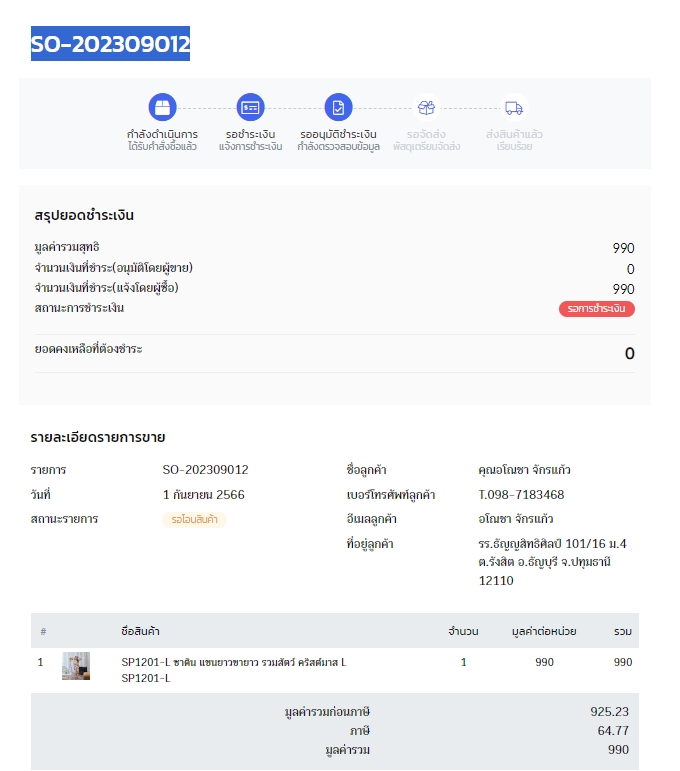 SO-202309012
กำลังดำเนินการ รอชำระเงิน รออนุมัติชำระเงิน รอจัดส่ง ส่งสินค้าแล้ว
ได้รับคำสั่งซื้อแล้ว แจ้งการชำระเงิน กำลังตรวจสอบข้อมูล พัสดุเตรียมจัดส่ง เรียบร้อย
สรุปยอดชำระเงิน
มูลค่ารวมสุทธิ 990
จำนวนเงินที่ชำระ(อนุมัติโดยผู้ขาย) 0
จำนวนเงินที่ชำระ(แจ้งโดยผู้ซื้อ) 990
สถานะการชำระเงิน รอการชำระเงิน
ยอดคงเหลือที่ต้องชำระ 0
รายละเอียดรายการขาย
รายการ SO-202309012 ชื่อลูกค้า คุณอโณชา จักรแก้ว
วันที่ 1 กันยายน 2566 เบอร์โทรศัพท์ลูกค้า T.098-7183468
สถานะรายการ รอโอนสินค้า อีเมลลูกค้า อโณชา จักรแก้ว
ที่อยู่ลูกค้า รร.ธัญญสิทธิศิลป์ 101/16 ม.4
ต.รังสิต อ.ธัญบุรี จ.ปทุมธานี
12110
# ชื่อสินค้า จำนวน มูลค่าต่อหน่วย รวม
1 SP1201-L ซาติน แขนยาวขายาว รวมสัตว์ คริสต์มาส L 1 990 990
SP1201-L
มูลค่ารวมก่อนภาษี 925.23
ภาษี 64.77
มูลค่ารวม 990